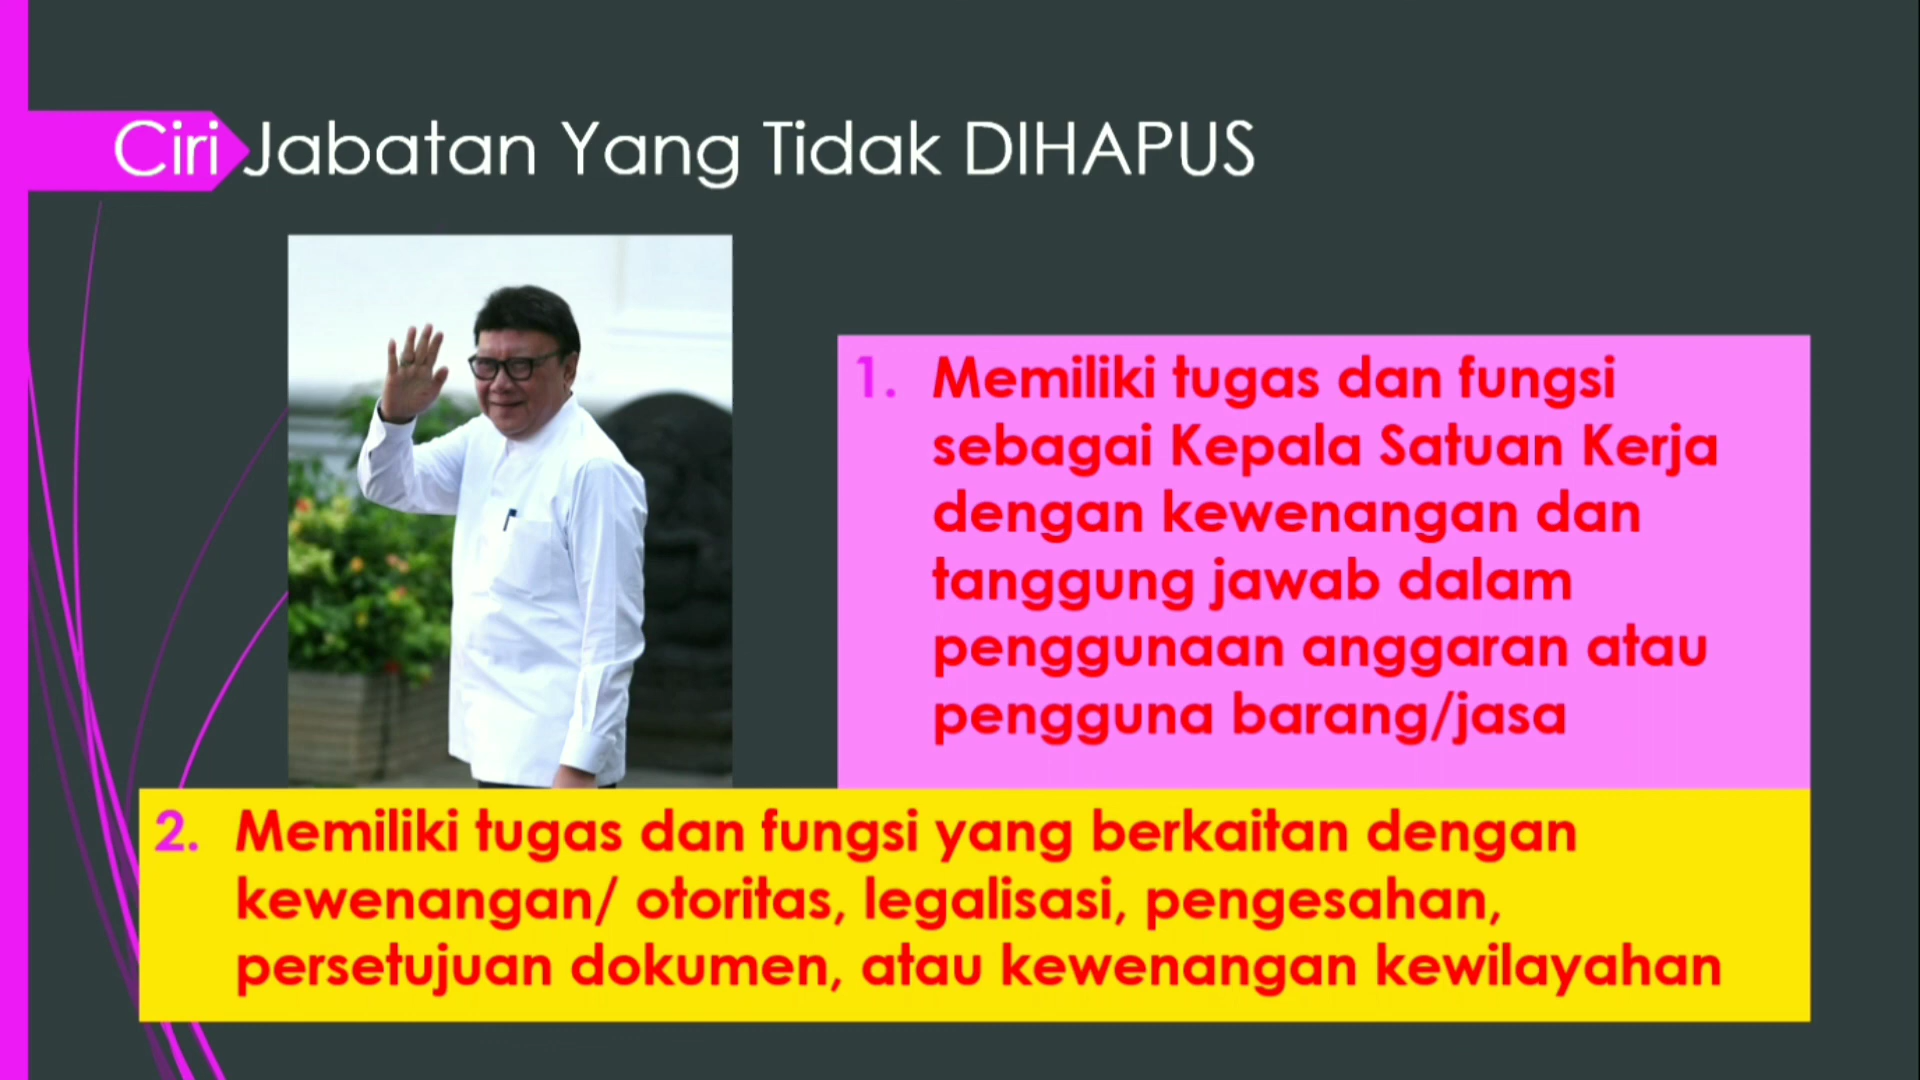 Ciri Jabatan Yang Tidak DIHAPUS
1. Memiliki tugas dan fungsi
sebagai Kepala Satuan Kerja
dengan kewenangan dan
tanggung jawab dalam
penggunaan anggaran atau
pengguna barang/jasa
2. Memiliki tugas dan fungsi yang berkaitan dengan
kewenangan/ otoritas, legalisasi, pengesahan,
persetujuan dokumen, atau kewenangan kewilayahan